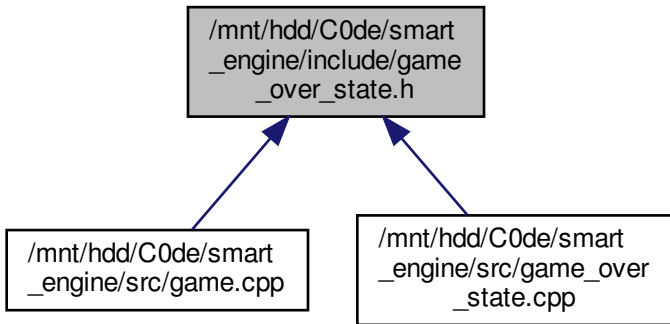 /mnt/hdd/C0de/smart
_engine/include/game
_over_state.h
/mnt/hdd/C0de/smart
_engine/src/game.cpp
/mnt/hdd/C0de/smart
_engine/src/game_over
_state.cpp